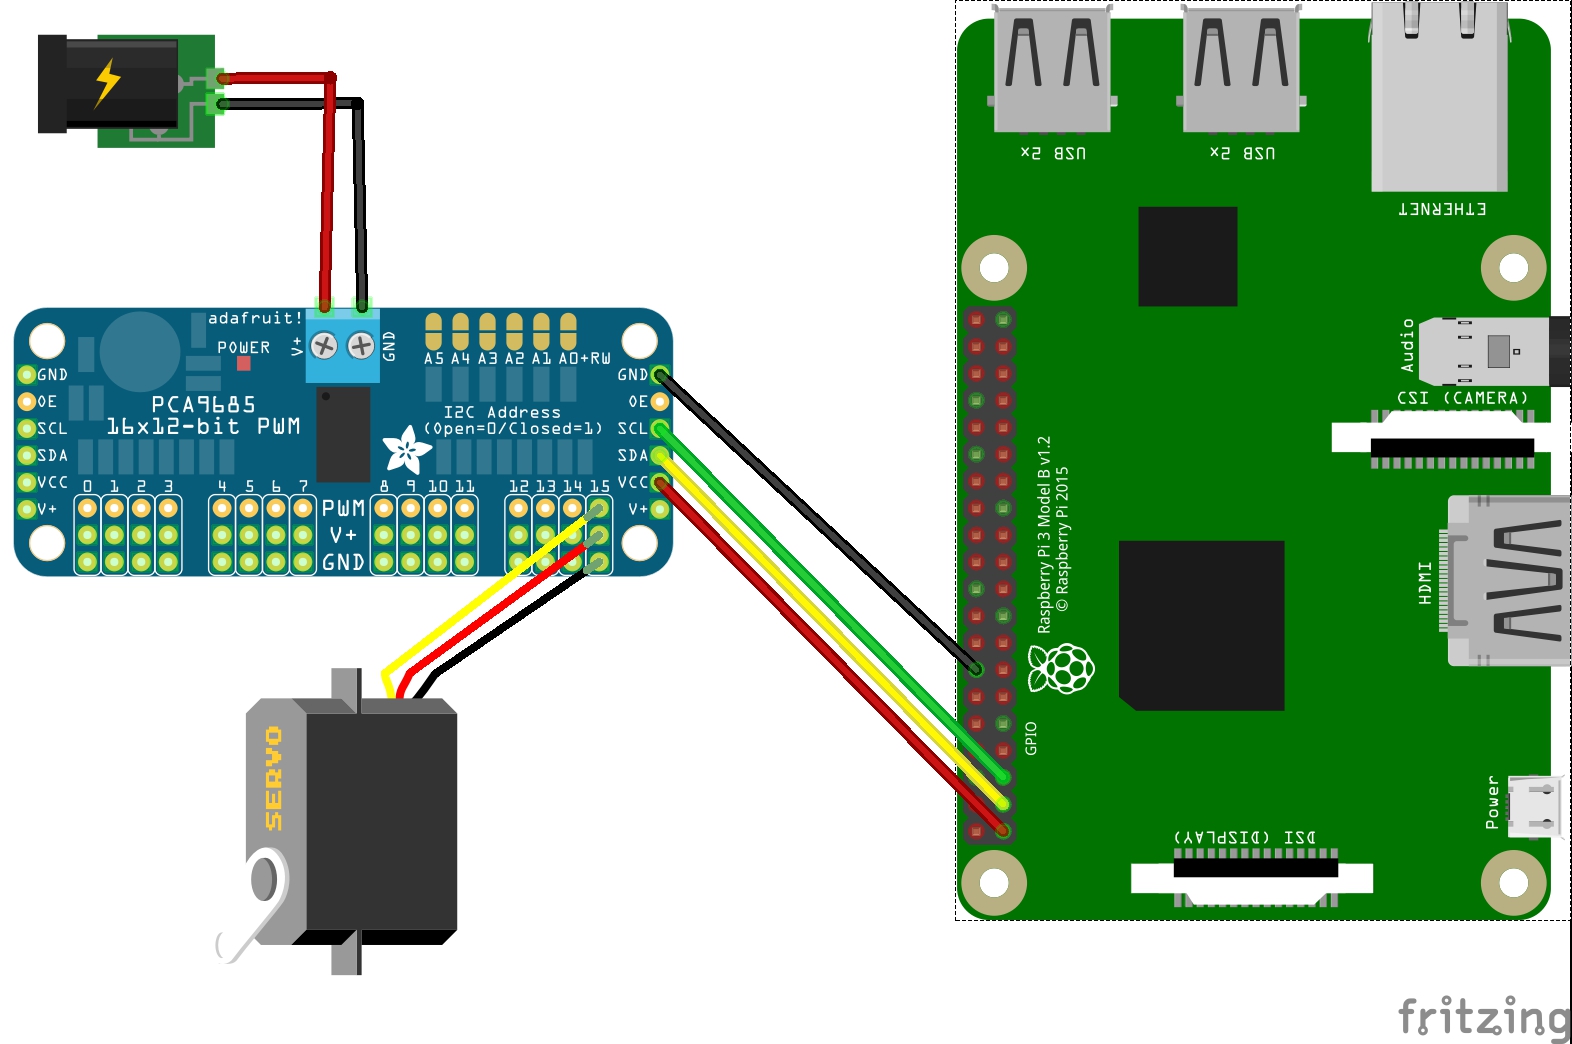 USB 2x
USB 2x
ETHERNET
adafruit!
POWER
V+
GND
A5 A4 A3 A2 A1 A0 +RW
Audio
CSI (CAMERA)
GND
OE
SCL
SDA
VCC
V+
PCA9685
16x12-bit PWM
I2C Address
(Open=0/Closed=1)
GND
OE
SCL
SDA
VCC
V+
0 1 2 3 4 5 6 7 8 9 10 11 12 13 14 15
PWM
V+
GND
Raspberry Pi 3 Model B v1.2
© Raspberry Pi 2015
HDMI
GPIO
SERVO
Power
DSI (DISPLAY)
fritzing